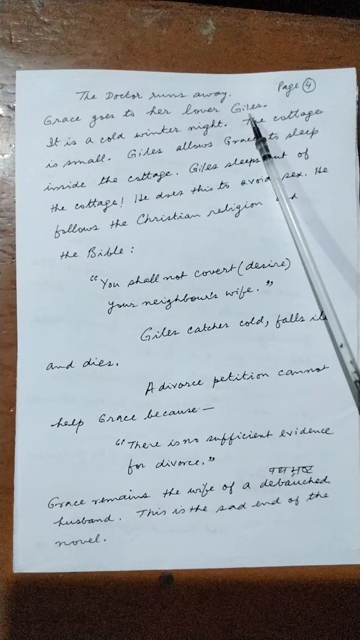 The Doctor runs away. Page 4
Grace goes to her lover Giles.
It is a cold winter night. The cottage
is small. Giles allows Grace to sleep
inside the cottage. Giles sleeps out of
the cottage! He does this to avoid sex. He
follows the Christian religion
the Bible :
"You shall not covert (desire)
your neighbour's wife."
Giles catches cold, falls ill
and dies.
A divorce petition cannot
help Grace because —
"There is no sufficient evidence
for divorce."
Grace remains the wife of a debauched
husband. This is the sad end of the
novel.